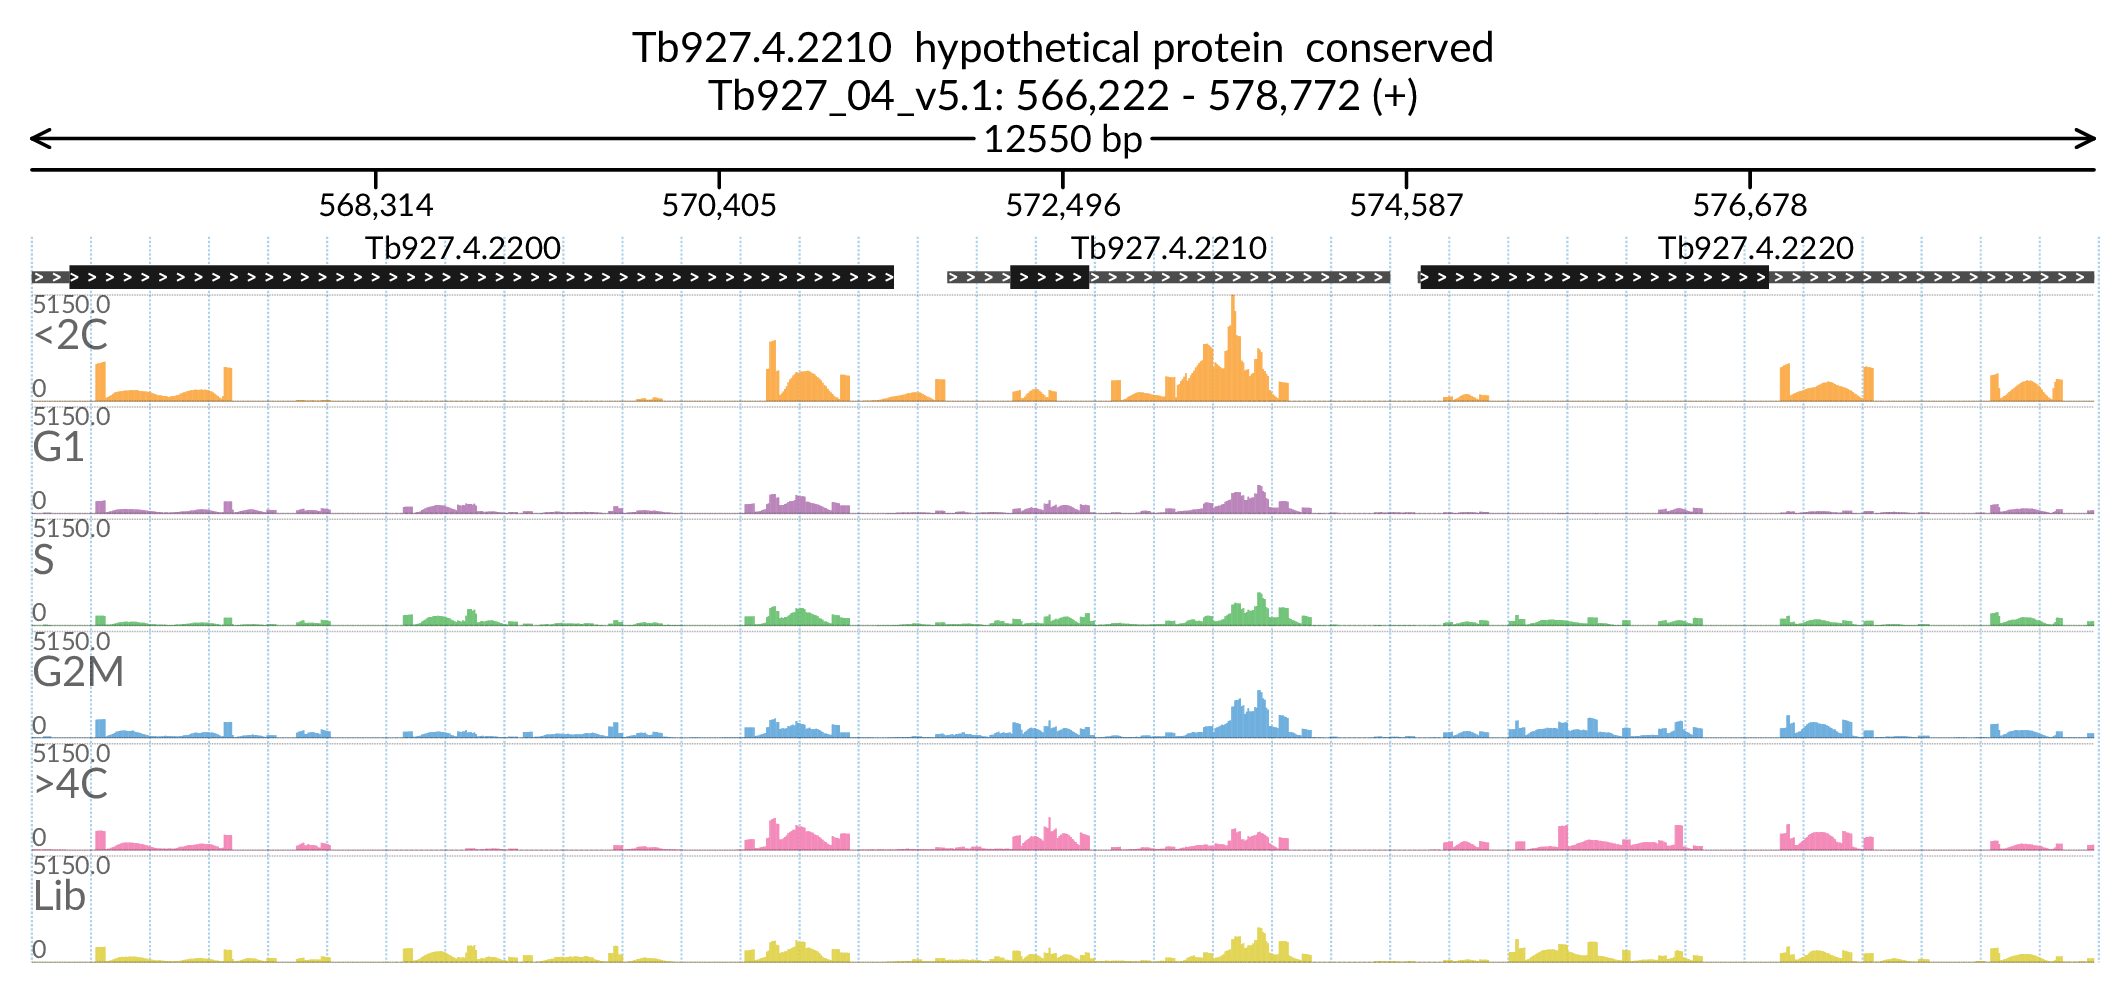 Tb927.4.2210  hypothetical protein  conserved
Tb927_04_v5.1: 566,222 - 578,772 (+)
12550 bp
568,314 570,405 572,496 574,587 576,678
Tb927.4.2200 Tb927.4.2210 Tb927.4.2220
5150.0
<2C
0
5150.0
G1
0
5150.0
S
0
5150.0
G2M
0
5150.0
>4C
0
5150.0
Lib
0